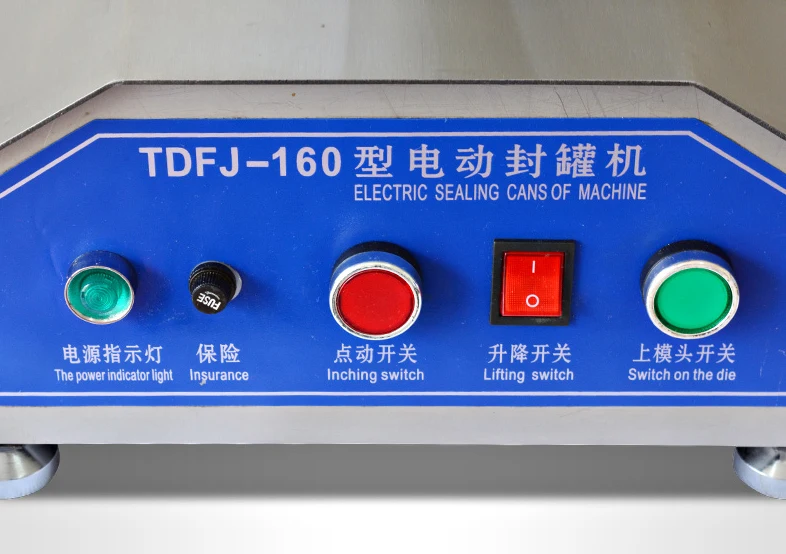 TDFJ-160型电动封罐机
ELECTRIC SEALING CANS OF MACHINE
FUSE
I
O
电源指示灯
The power indicator light
保险
Insurance
点动开关
Inching switch
升降开关
Lifting switch
上模头开关
Switch on the die